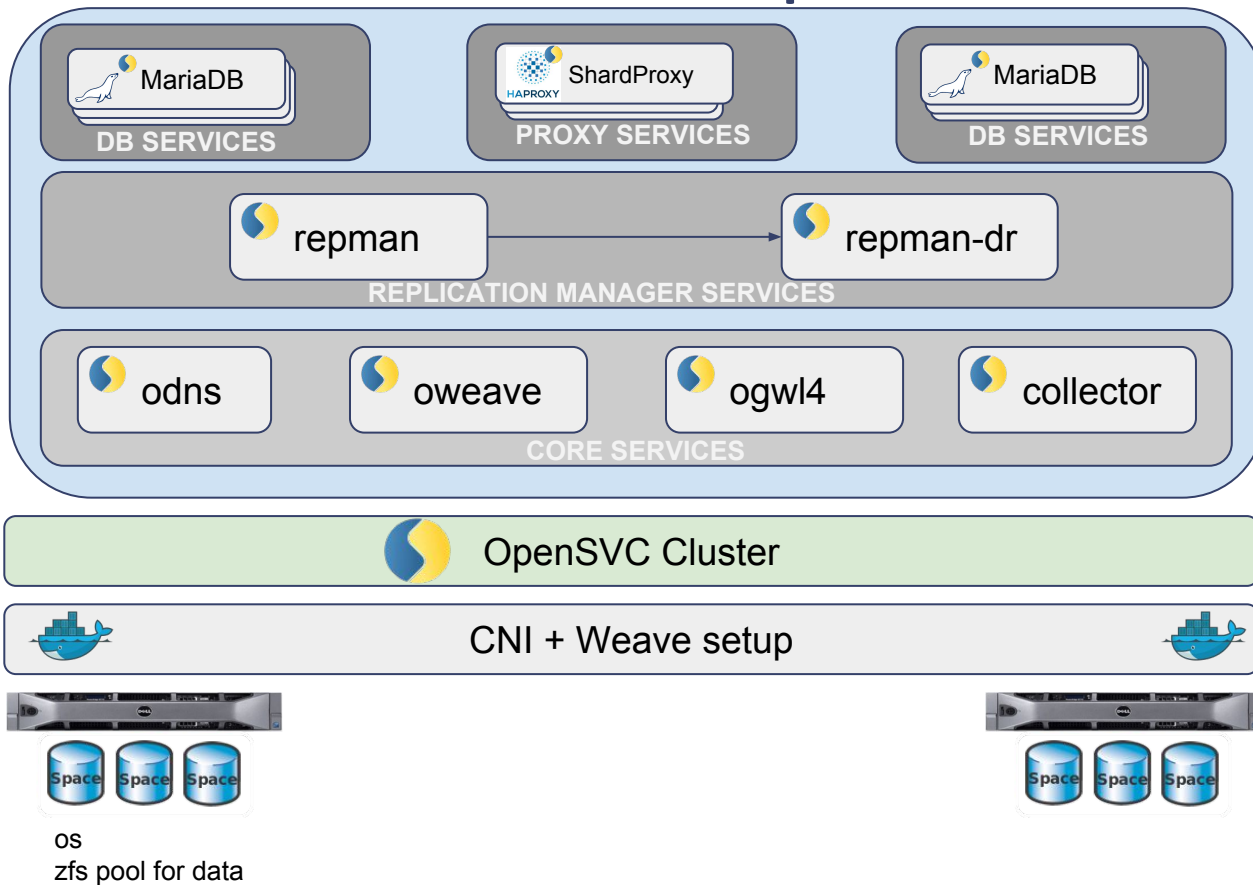 MariaDB
DB SERVICES
HAPROXY
ShardProxy
PROXY SERVICES
MariaDB
DB SERVICES
repman
repman-dr
REPLICATION MANAGER SERVICES
odns
oweave
ogwl4
collector
CORE SERVICES
OpenSVC Cluster
CNI + Weave setup
Space
Space
Space
Space
Space
Space
os
zfs pool for data